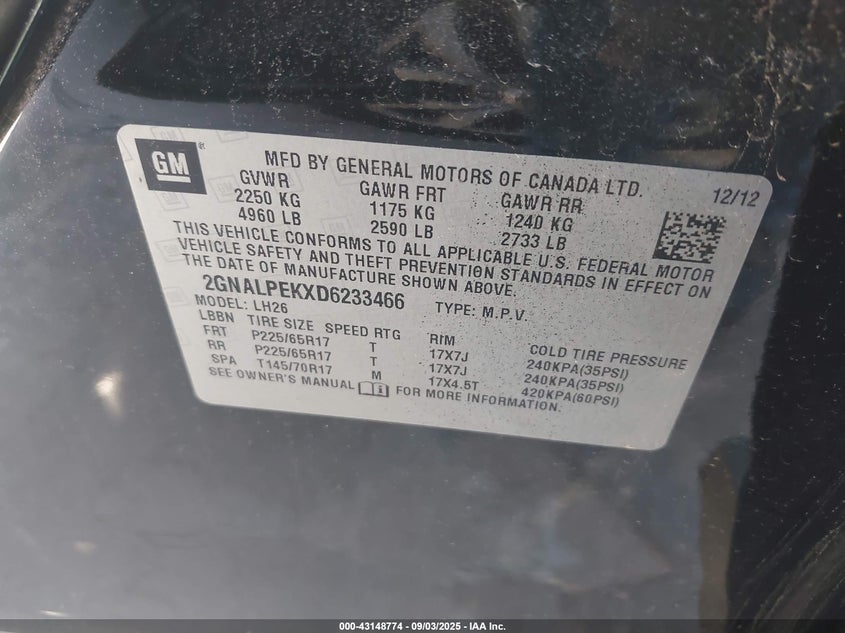 GM ®
MFD BY GENERAL MOTORS OF CANADA LTD.
12/12
GVWR GAWR FRT GAWR RR
2250 KG 1175 KG 1240 KG
4960 LB 2590 LB 2733 LB
THIS VEHICLE CONFORMS TO ALL APPLICABLE U.S. FEDERAL MOTOR
VEHICLE SAFETY AND THEFT PREVENTION STANDARDS IN EFFECT ON
THE DATE OF MANUFACTURE SHOWN ABOVE.
2GNALPEKXD6233466 TYPE: M.P.V.
MODEL: LH26
LBBN TIRE SIZE SPEED RTG RIM COLD TIRE PRESSURE
FRT P225/65R17 T 17X7J 240KPA(35PSI)
RR P225/65R17 T 17X7J 240KPA(35PSI)
SPA T145/70R17 M 17X4.5T 420KPA(60PSI)
SEE OWNER'S MANUAL FOR MORE INFORMATION.
000-43148774 - 09/03/2025 - IAA Inc.